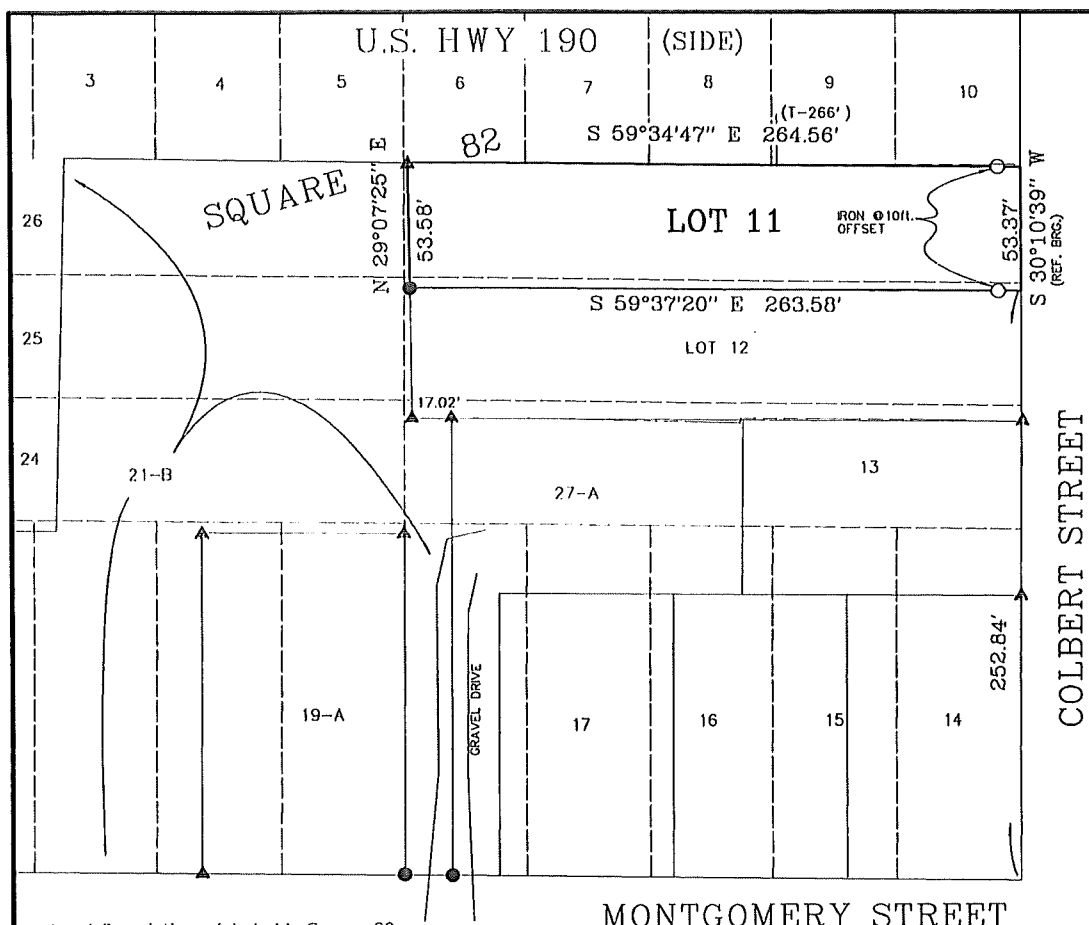 U.S. HWY 190 (SIDE)
3
4
5
6
7
8
9
10
(T-266')
S 59°34'47" E 264.56'
82
SQUARE
N 29°07'25" E
53.58'
LOT 11
IRON @ 10ft.
OFFSET
53.37'
S 30°10'39" W
(REF. BRG.)
26
S 59°37'20" E 263.58'
25
LOT 12
17.02'
24
21-B
27-A
13
COLBERT STREET
252.84'
GRAVEL DRIVE
19-A
17
16
15
14
MONTGOMERY STREET